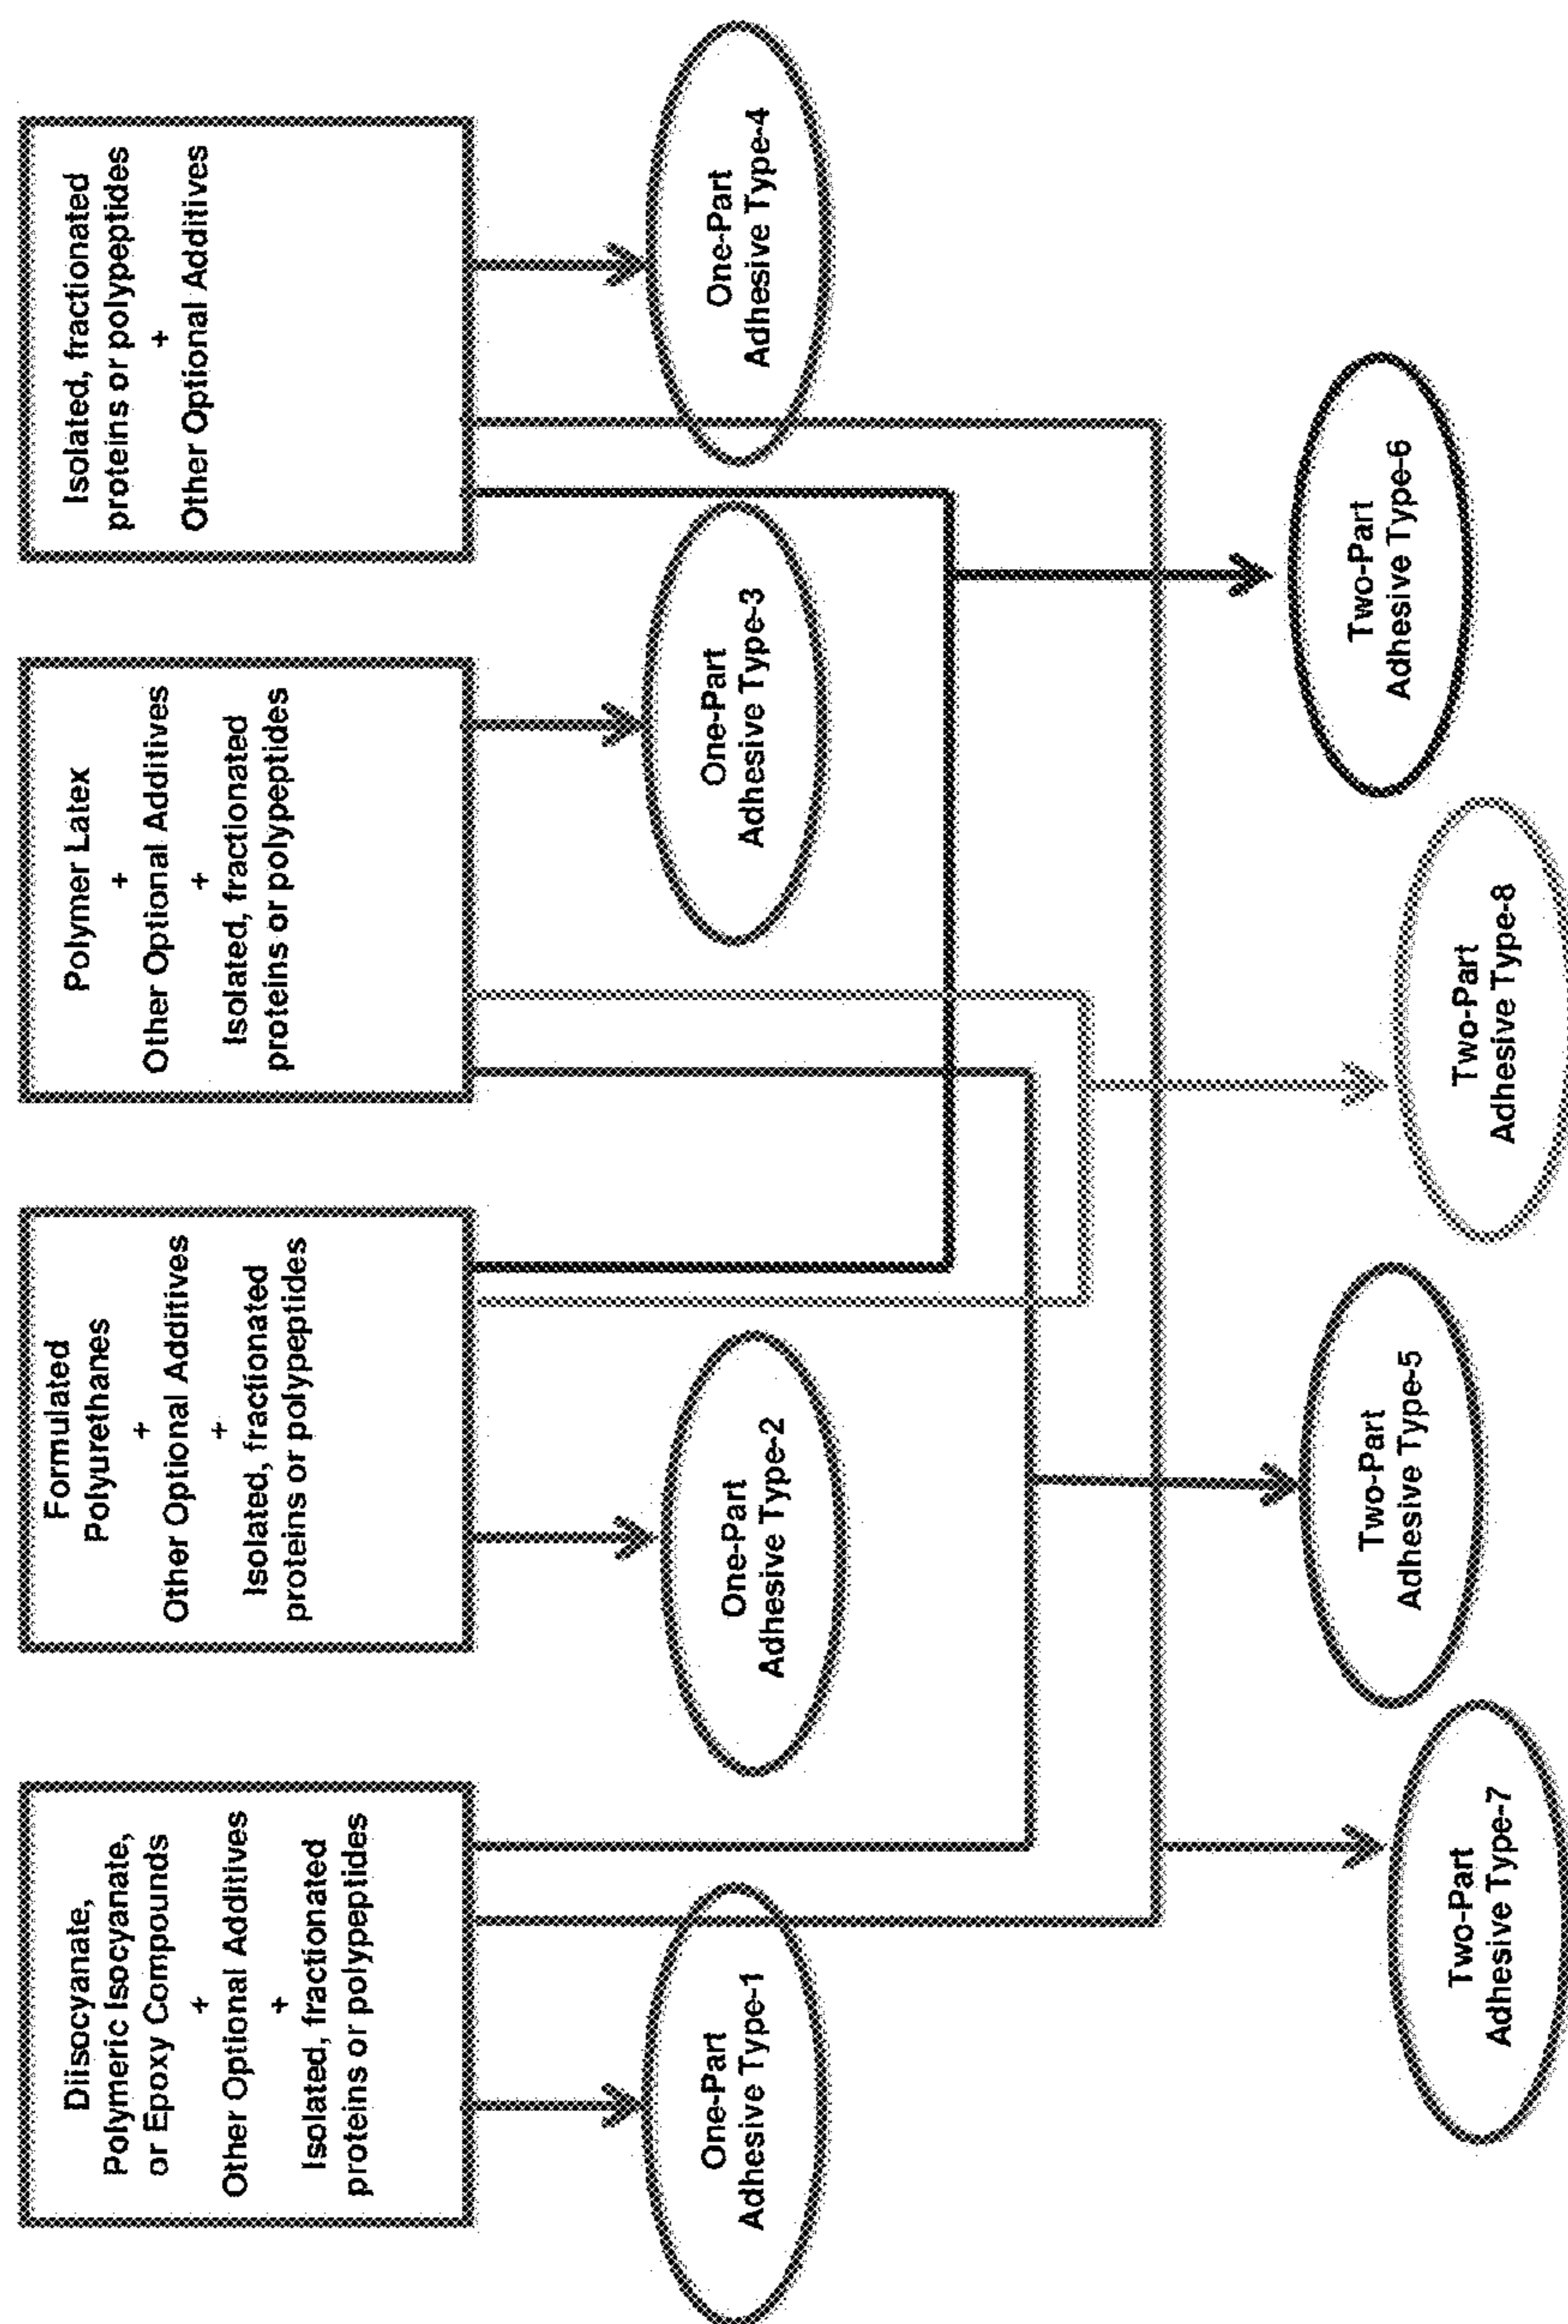 Diisocyanate,
Polymeric Isocyanate,
or Epoxy Compounds
+
Other Optional Additives
+
Isolated, fractionated
proteins or polypeptides
Formulated
Polyurethanes
+
Other Optional Additives
+
Isolated, fractionated
proteins or polypeptides
Polymer Latex
+
Other Optional Additives
+
Isolated, fractionated
proteins or polypeptides
Isolated, fractionated
proteins or polypeptides
+
Other Optional Additives
One-Part
Adhesive Type-1
One-Part
Adhesive Type-2
One-Part
Adhesive Type-3
One-Part
Adhesive Type-4
Two-Part
Adhesive Type-7
Two-Part
Adhesive Type-5
Two-Part
Adhesive Type-8
Two-Part
Adhesive Type-6